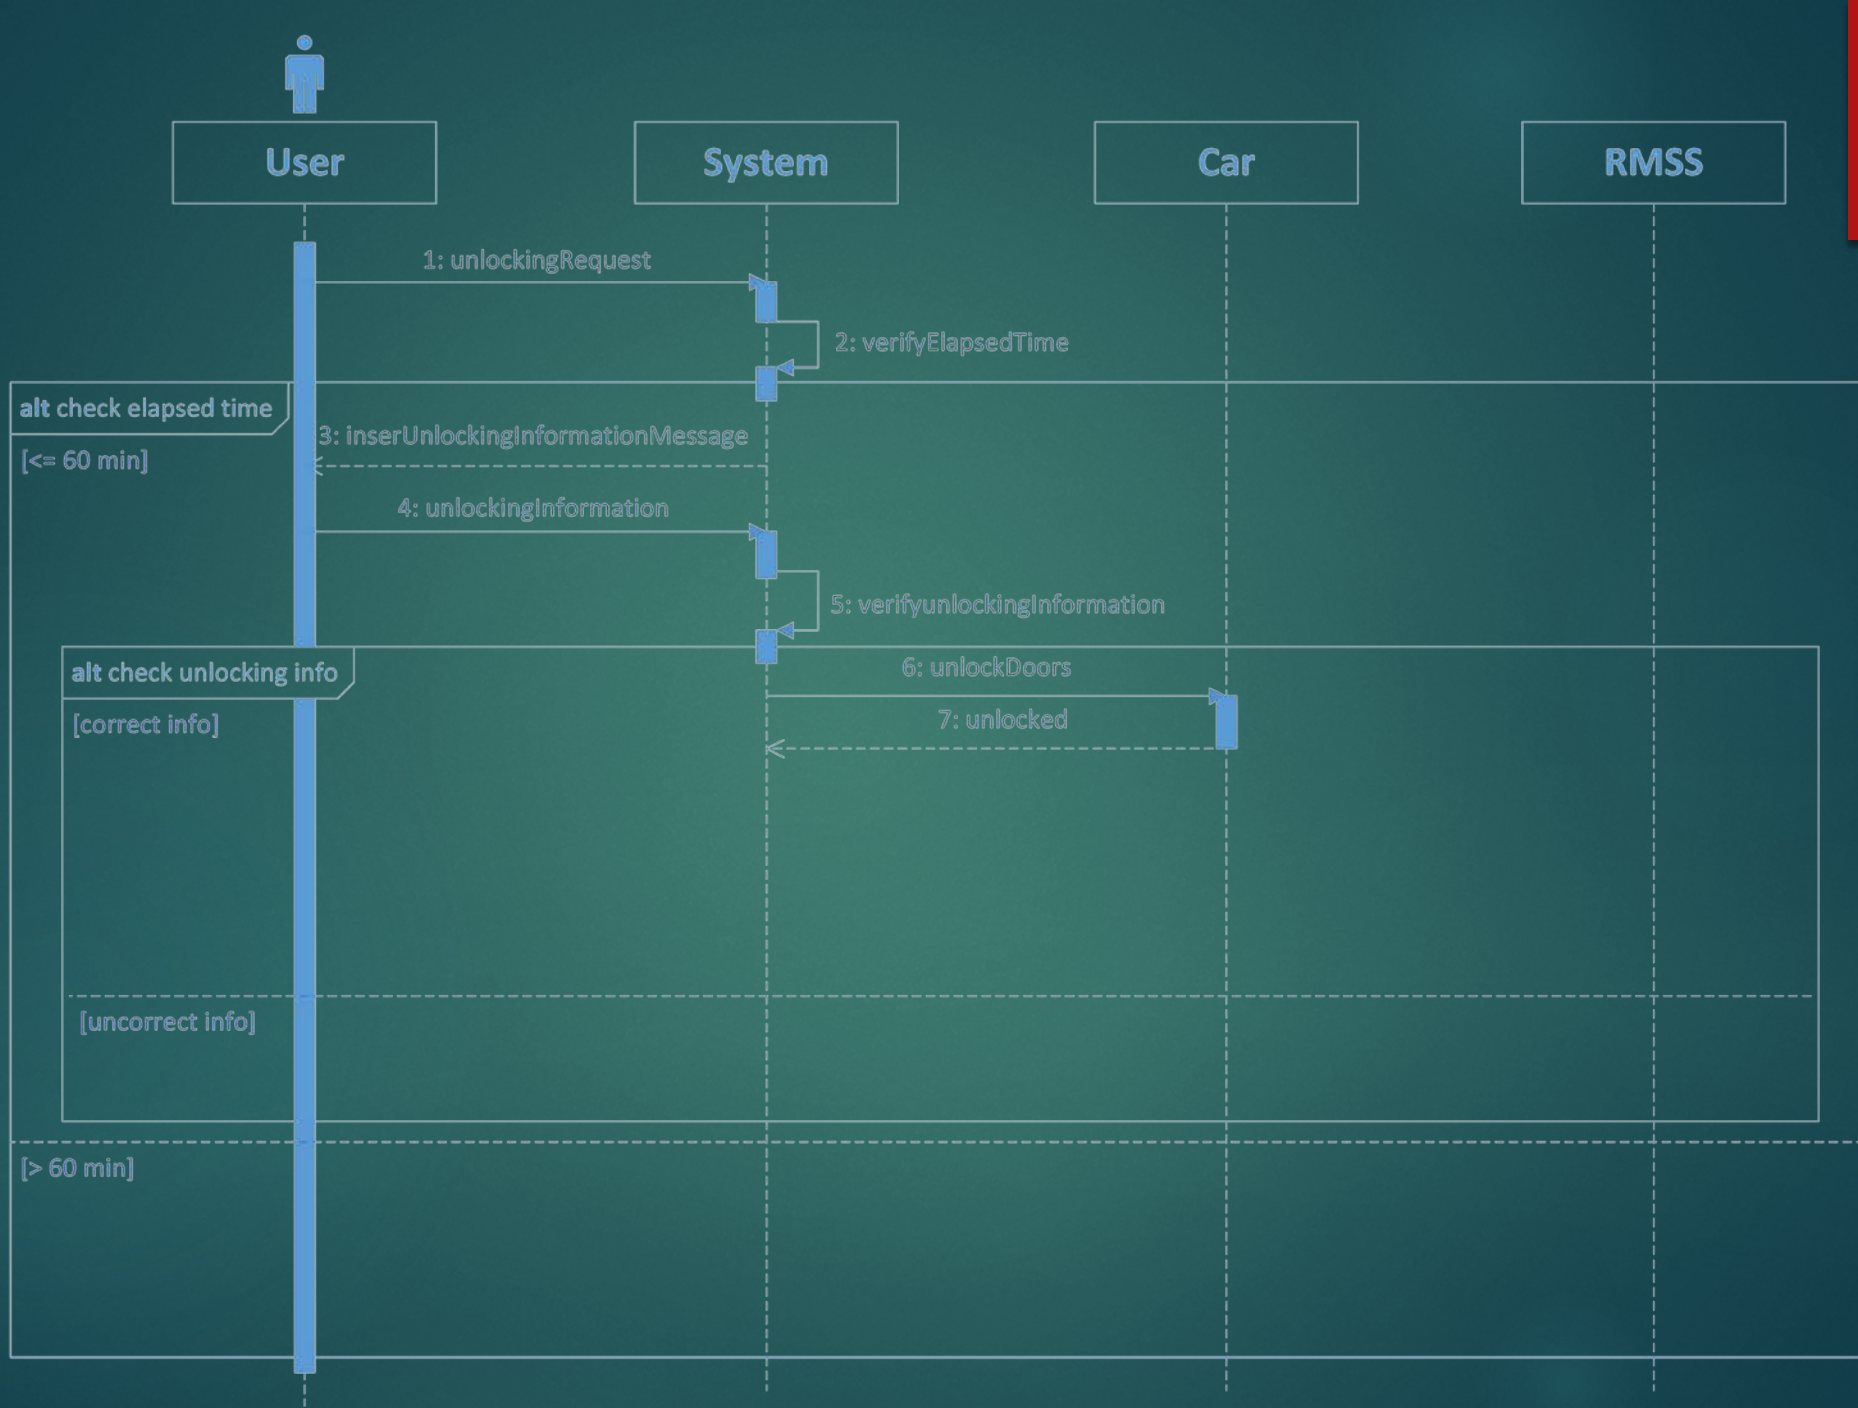 User
System
Car
RMSS
1: unlockingRequest
2: verifyElapsedTime
alt check elapsed time
3: inserUnlockingInformationMessage
[<= 60 min]
4: unlockingInformation
5: verifyunlockingInformation
alt check unlocking info
6: unlockDoors
[correct info]
7: unlocked
[uncorrect info]
[> 60 min]